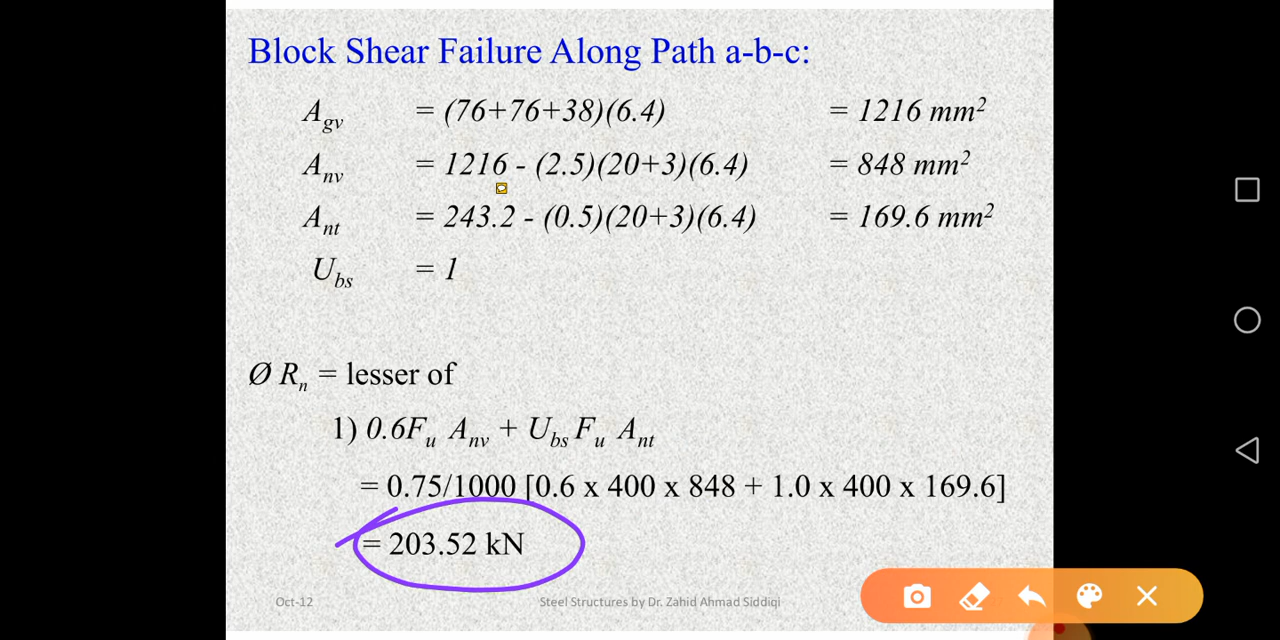 Block Shear Failure Along Path a-b-c:
Agv = (76+76+38)(6.4) = 1216 mm²
Anv = 1216 - (2.5)(20+3)(6.4) = 848 mm²
Ant = 243.2 - (0.5)(20+3)(6.4) = 169.6 mm²
Ubs = 1
Ø Rn = lesser of
1) 0.6Fu Anv + Ubs Fu Ant
= 0.75/1000 [0.6 x 400 x 848 + 1.0 x 400 x 169.6]
= 203.52 kN
Oct-12 Steel Structures by Dr. Zahid Ahmad Siddiqi